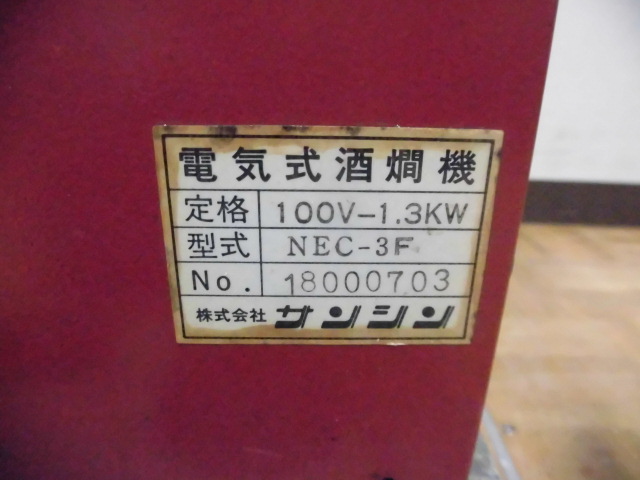 電気式酒燗機
定格 100V-1.3KW
型式 NEC-3F
No. 18000703
株式会社 サンシン